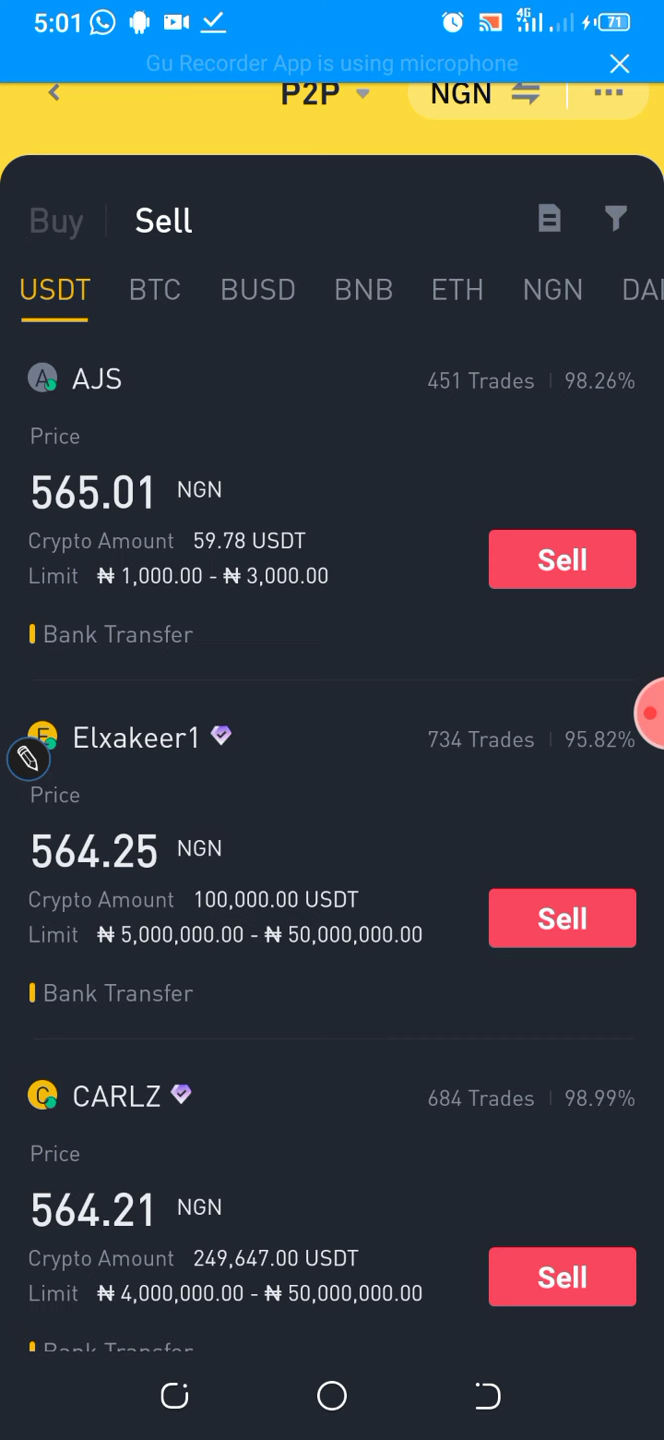 5:01 4G 71
Gu Recorder App is using microphone
P2P NGN
Buy Sell
USDT BTC BUSD BNB ETH NGN DAI
A AJS 451 Trades 98.26%
Price
565.01 NGN
Crypto Amount 59.78 USDT
Limit ₦ 1,000.00 - ₦ 3,000.00
Sell
Bank Transfer
E Elxakeer1 734 Trades 95.82%
Price
564.25 NGN
Crypto Amount 100,000.00 USDT
Limit ₦ 5,000,000.00 - ₦ 50,000,000.00
Sell
Bank Transfer
C CARLZ 684 Trades 98.99%
Price
564.21 NGN
Crypto Amount 249,647.00 USDT
Limit ₦ 4,000,000.00 - ₦ 50,000,000.00
Sell
Bank Transfer